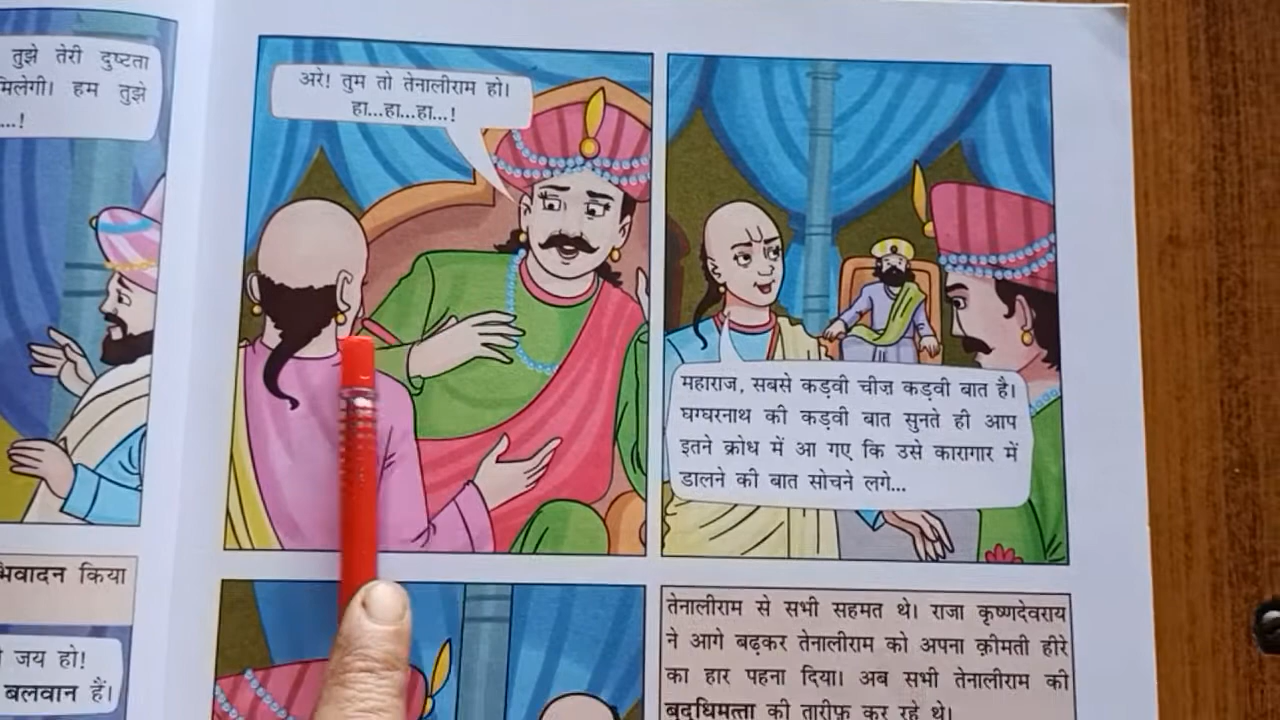 तुझे तेरी दुष्टता
मिलेगी। हम तुझे
...!
अरे! तुम तो तेनालीराम हो।
हा...हा...हा...!
महाराज, सबसे कड़वी चीज़ कड़वी बात है।
घग्घरनाथ की कड़वी बात सुनते ही आप
इतने क्रोध में आ गए कि उसे कारागार में
डालने की बात सोचने लगे...
भिवादन किया
जय हो!
बलवान हैं।
तेनालीराम से सभी सहमत थे। राजा कृष्णदेवराय
ने आगे बढ़कर तेनालीराम को अपना क़ीमती हीरे
का हार पहना दिया। अब सभी तेनालीराम की
बुद्धिमत्ता की तारीफ़ कर रहे थे।